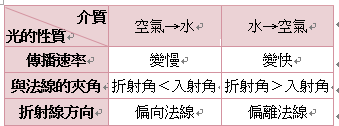 介質
光的性質
空氣→水
水→空氣
傳播速率
變慢
變快
與法線的夾角
折射角＜入射角
折射角＞入射角
折射線方向
偏向法線
偏離法線